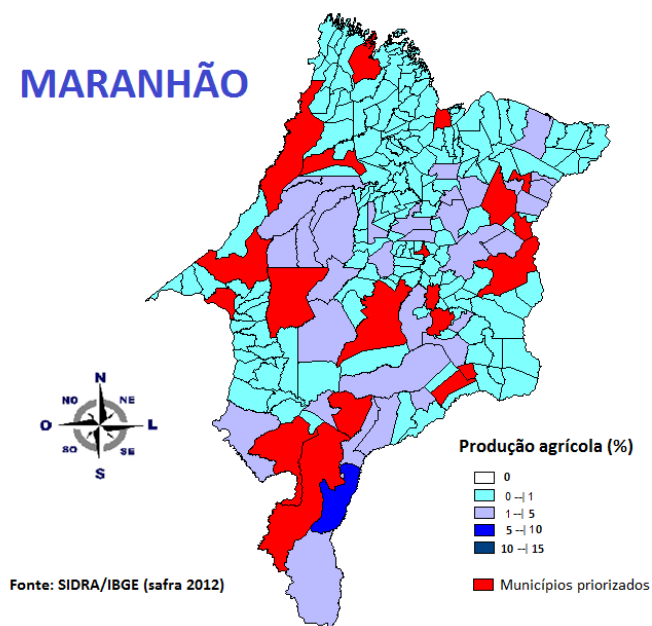 MARANHÃO
N
NO NE
O L
SO SE
S
Produção agrícola (%)
0
0 --| 1
1 --| 5
5 --| 10
10 --| 15
Fonte: SIDRA/IBGE (safra 2012)
Municípios priorizados